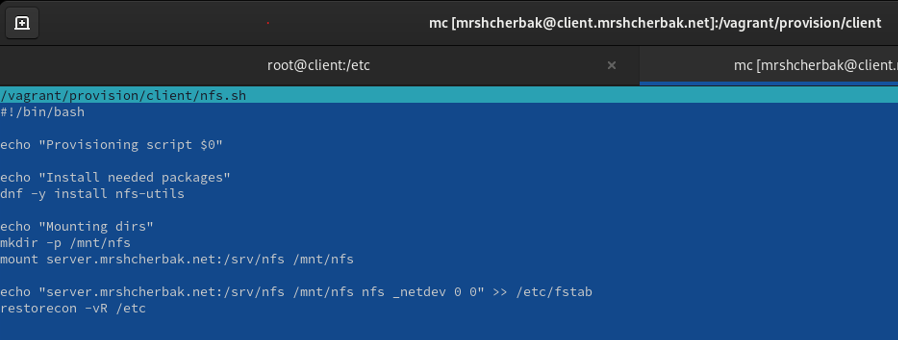 mc [mrshcherbak@client.mrshcherbak.net]:/vagrant/provision/client
root@client:/etc
mc [mrshcherbak@client.
/vagrant/provision/client/nfs.sh
#!/bin/bash
echo "Provisioning script $0"
echo "Install needed packages"
dnf -y install nfs-utils
echo "Mounting dirs"
mkdir -p /mnt/nfs
mount server.mrshcherbak.net:/srv/nfs /mnt/nfs
echo "server.mrshcherbak.net:/srv/nfs /mnt/nfs nfs _netdev 0 0" >> /etc/fstab
restorecon -vR /etc